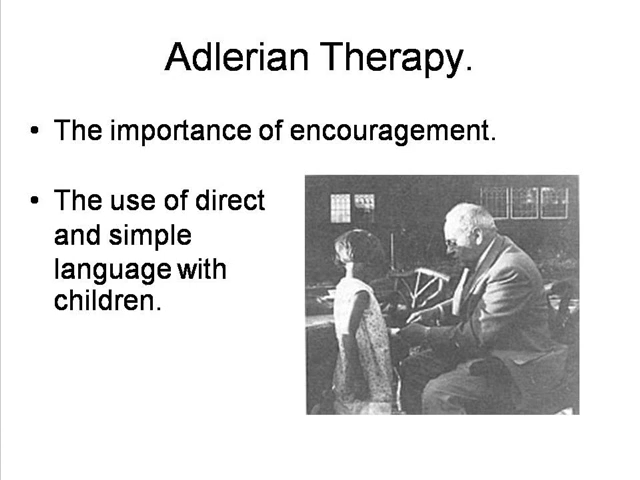 Adlerian Therapy.
• The importance of encouragement.
• The use of direct
and simple
language with
children.